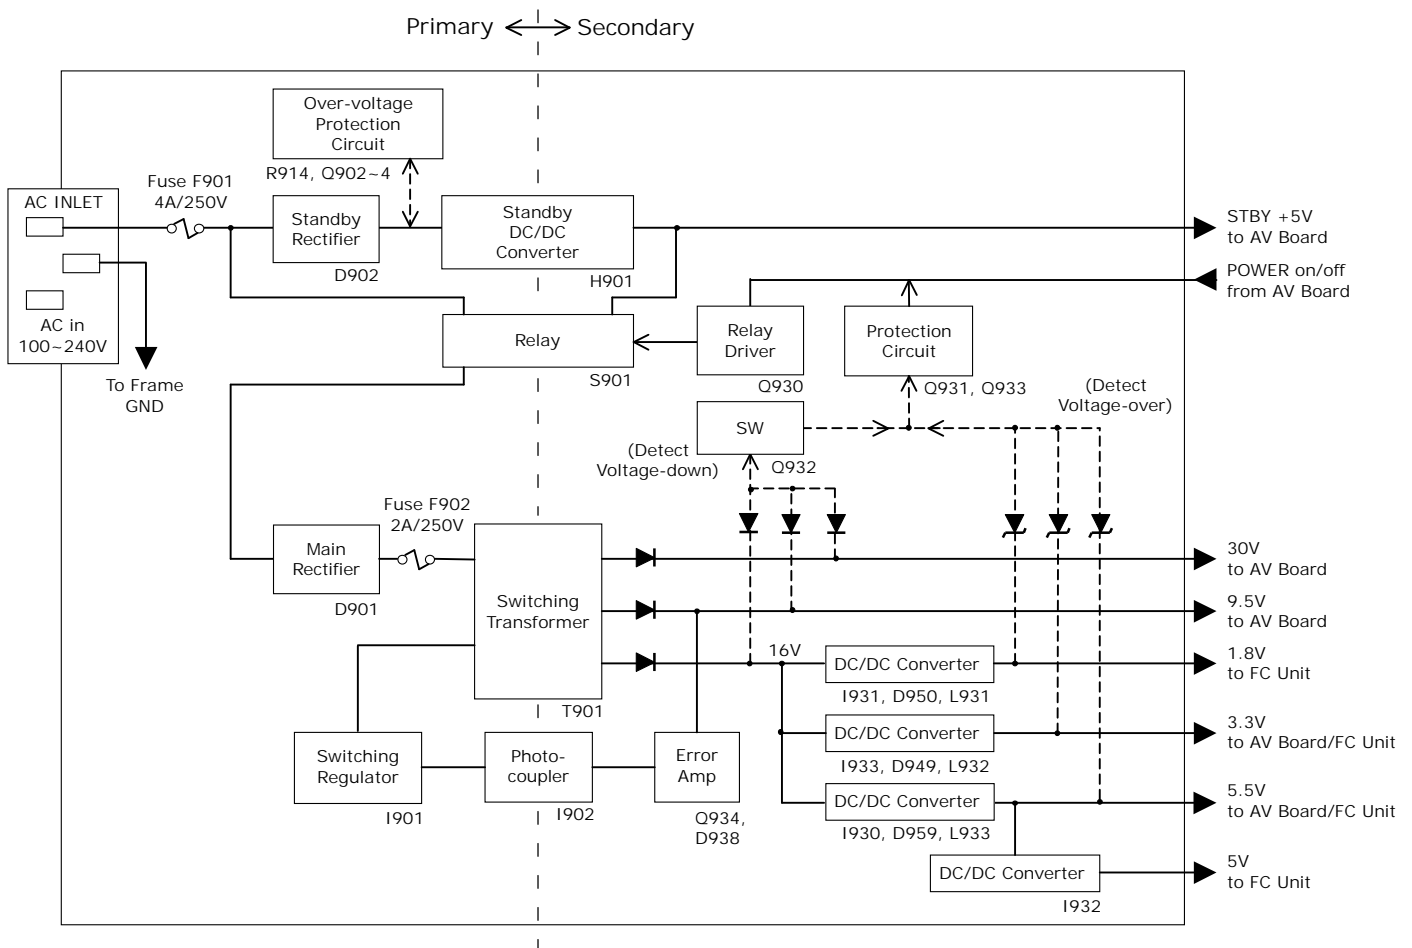 Primary
Secondary
Over-voltage
Protection
Circuit
R914, Q902~4
Fuse F901
4A/250V
AC INLET
AC in
100~240V
To Frame
GND
Standby
Rectifier
D902
Standby
DC/DC
Converter
H901
STBY +5V
to AV Board
POWER on/off
from AV Board
Relay
S901
Relay
Driver
Q930
Protection
Circuit
Q931, Q933
(Detect
Voltage-over)
SW
Q932
(Detect
Voltage-down)
Fuse F902
2A/250V
Main
Rectifier
D901
Switching
Transformer
T901
30V
to AV Board
9.5V
to AV Board
16V
DC/DC Converter
I931, D950, L931
1.8V
to FC Unit
DC/DC Converter
I933, D949, L932
3.3V
to AV Board/FC Unit
DC/DC Converter
I930, D959, L933
5.5V
to AV Board/FC Unit
DC/DC Converter
I932
5V
to FC Unit
Switching
Regulator
I901
Photo-
coupler
I902
Error
Amp
Q934,
D938